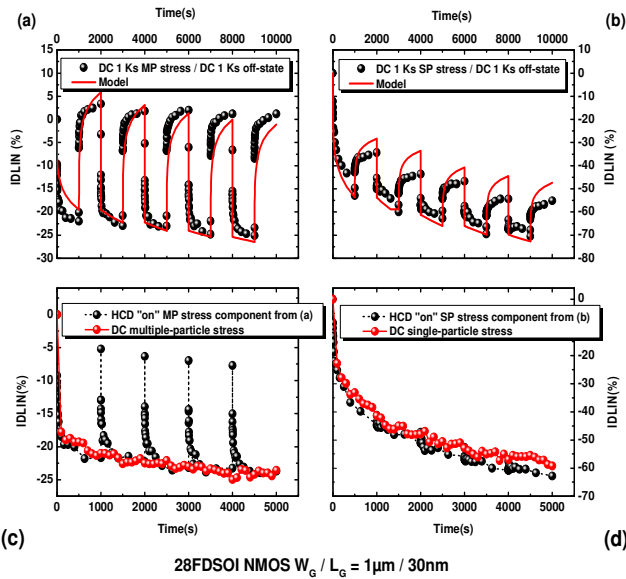 Time(s)
Time(s)
(a)
0 2000 4000 6000 8000 10000
(b)
0 2000 4000 6000 8000 10000
DC 1 Ks MP stress / DC 1 Ks off-state
Model
DC 1 Ks SP stress / DC 1 Ks off-state
Model
IDLIN (%)
15
10
5
0
-5
-10
-15
-20
-25
-30
IDLIN (%)
10
0
-10
-20
-30
-40
-50
-60
-70
-80
HCD "on" MP stress component from (a)
DC multiple-particle stress
HCD "on" SP stress component from (b)
DC single-particle stress
IDLIN(%)
0
-5
-10
-15
-20
-25
IDLIN(%)
0
-10
-20
-30
-40
-50
-60
-70
0 1000 2000 3000 4000 5000
0 1000 2000 3000 4000 5000
Time(s)
Time(s)
(c)
(d)
28FDSOI NMOS W_G / L_G = 1µm / 30nm